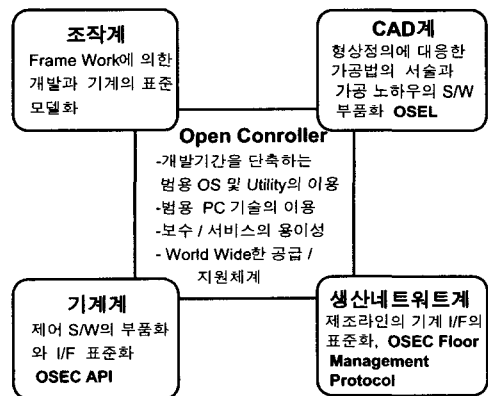 조작계
Frame Work에 의한
개발과 기계의 표준
모델화
CAD계
형상정의에 대응한
가공법의 서술과
가공 노하우의 S/W
부품화 OSEL
Open Conroller
-개발기간을 단축하는
범용 OS 및 Utility의 이용
-범용 PC 기술의 이용
-보수 / 서비스의 용이성
- World Wide한 공급 /
지원체계
기계계
제어 S/W의 부품화
와 I/F 표준화
OSEC API
생산네트워트계
제조라인의 기계 I/F의
표준화, OSEC Floor
Management
Protocol